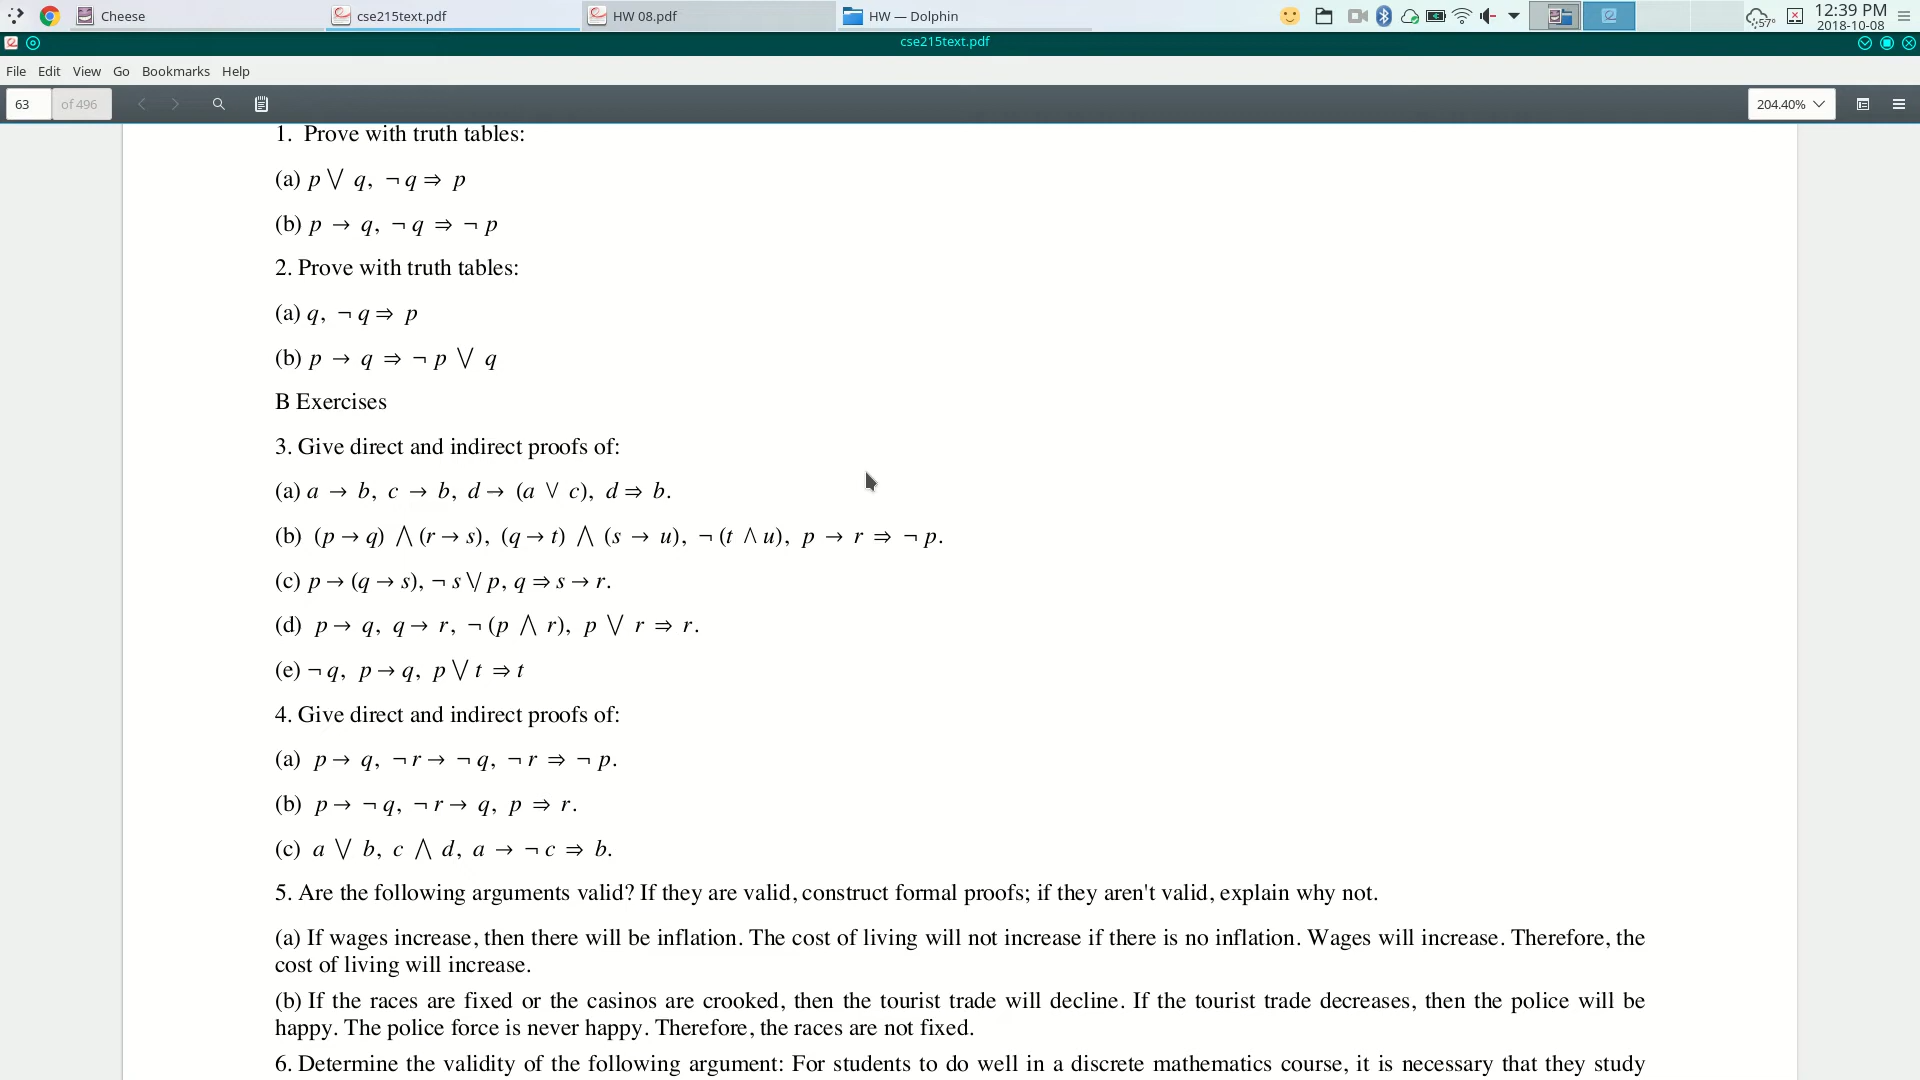 Cheese
cse215text.pdf
HW 08.pdf
HW — Dolphin
57°
12:39 PM
2018-10-08
cse215text.pdf
File Edit View Go Bookmarks Help
63 of 496
204.40%
1. Prove with truth tables:
(a) p ⋁ q, ¬ q ⇒ p
(b) p → q, ¬ q ⇒ ¬ p
2. Prove with truth tables:
(a) q, ¬ q ⇒ p
(b) p → q ⇒ ¬ p ⋁ q
B Exercises
3. Give direct and indirect proofs of:
(a) a → b, c → b, d → (a ∨ c), d ⇒ b.
(b) (p → q) ⋀ (r → s), (q → t) ⋀ (s → u), ¬ (t ∧ u), p → r ⇒ ¬ p.
(c) p → (q → s), ¬ s ⋁ p, q ⇒ s → r.
(d) p → q, q → r, ¬ (p ⋀ r), p ⋁ r ⇒ r.
(e) ¬ q, p → q, p ⋁ t ⇒ t
4. Give direct and indirect proofs of:
(a) p → q, ¬ r → ¬ q, ¬ r ⇒ ¬ p.
(b) p → ¬ q, ¬ r → q, p ⇒ r.
(c) a ⋁ b, c ⋀ d, a → ¬ c ⇒ b.
5. Are the following arguments valid? If they are valid, construct formal proofs; if they aren't valid, explain why not.
(a) If wages increase, then there will be inflation. The cost of living will not increase if there is no inflation. Wages will increase. Therefore, the
cost of living will increase.
(b) If the races are fixed or the casinos are crooked, then the tourist trade will decline. If the tourist trade decreases, then the police will be
happy. The police force is never happy. Therefore, the races are not fixed.
6. Determine the validity of the following argument: For students to do well in a discrete mathematics course, it is necessary that they study